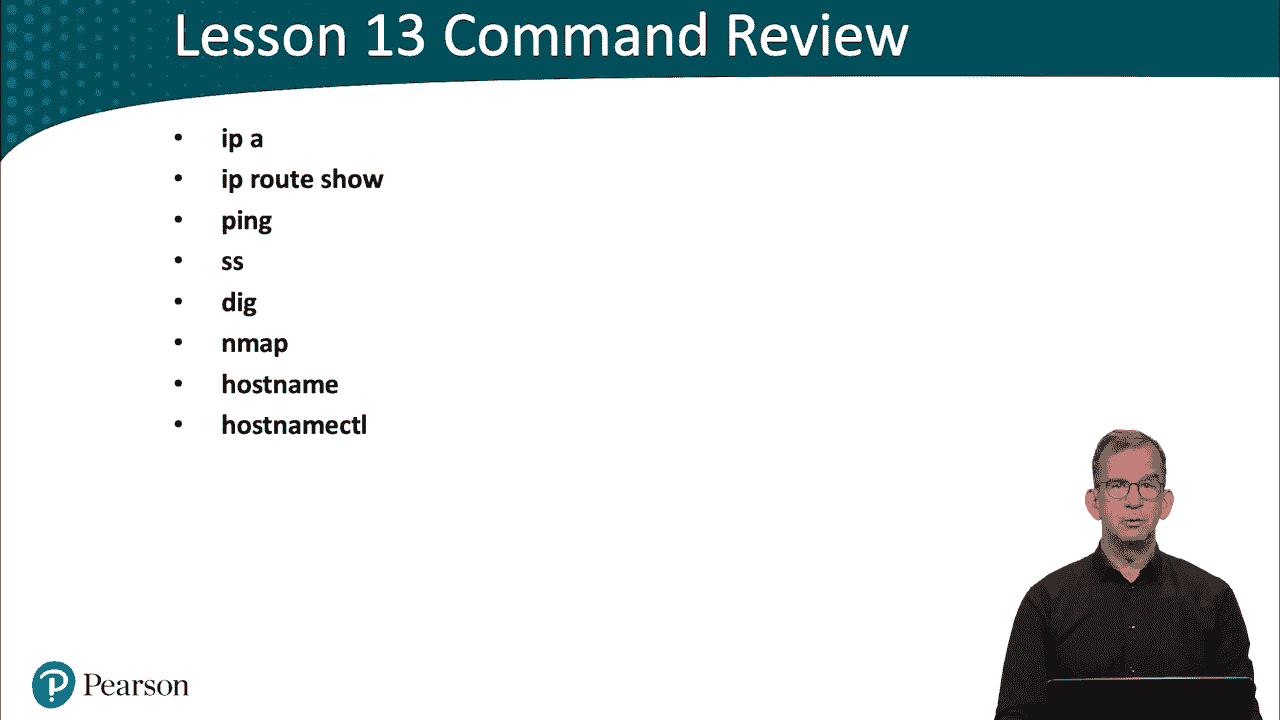 Lesson 13 Command Review
• ip a
• ip route show
• ping
• ss
• dig
• nmap
• hostname
• hostnamectl
P Pearson